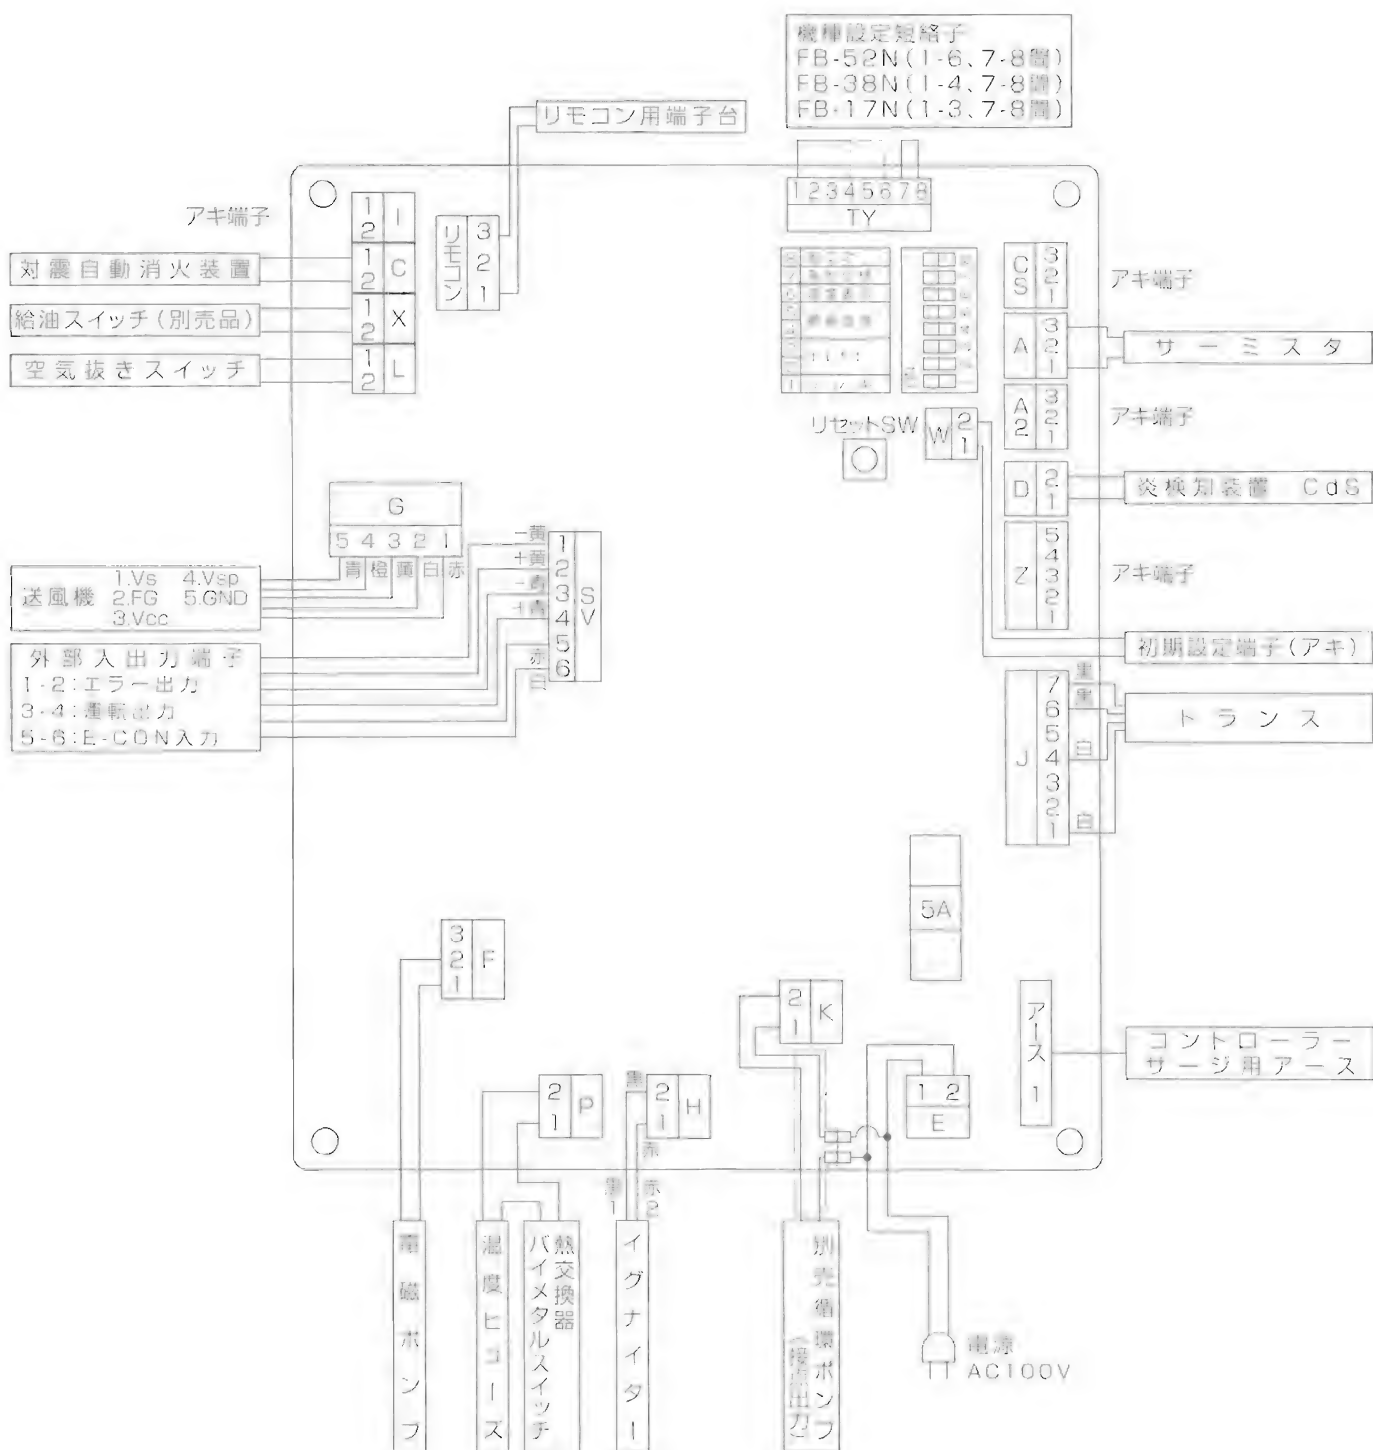 機種設定短絡子
FB-52N(1-6、7-8間)
FB-38N(1-4、7-8間)
FB-17N(1-3、7-8間)
リモコン用端子台
1 2 3 4 5 6 7 8
TY
アキ端子
1 2 I
対震自動消火装置
1 2 C
給油スイッチ(別売品)
1 2 X
空気抜きスイッチ
1 2 L
リモコン
3 2 1
CS
3 2 1
アキ端子
A
3 2 1
サーミスタ
A2
3 2 1
アキ端子
リセットSW
W
2 1
D
2 1
炎検知装置 CdS
Z
5 4 3 2 1
アキ端子
初期設定端子(アキ)
G
5 4 3 2 1
青 橙 黄 白 赤
送風機
1.Vs 4.Vsp
2.FG 5.GND
3.Vcc
外部入出力端子
1-2:エラー出力
3-4:運転出力
5-6:E-CON入力
-黄
+黄
-青
+青
赤
白
1 2 3 4 5 6
SV
J
7 6 5 4 3 2 1
黒
黒
白
白
トランス
5A
3 2 1
F
2 1
K
アース1
コントローラー
サージ用アース
2 1
P
黒
2 1
H
赤
1 2
E
黒 赤
1 2
電磁ポンプ
温度ヒューズ
熱交換器
バイメタルスイッチ
イグナイター
別売循環ポンプ
(接点出力)
電源
AC100V